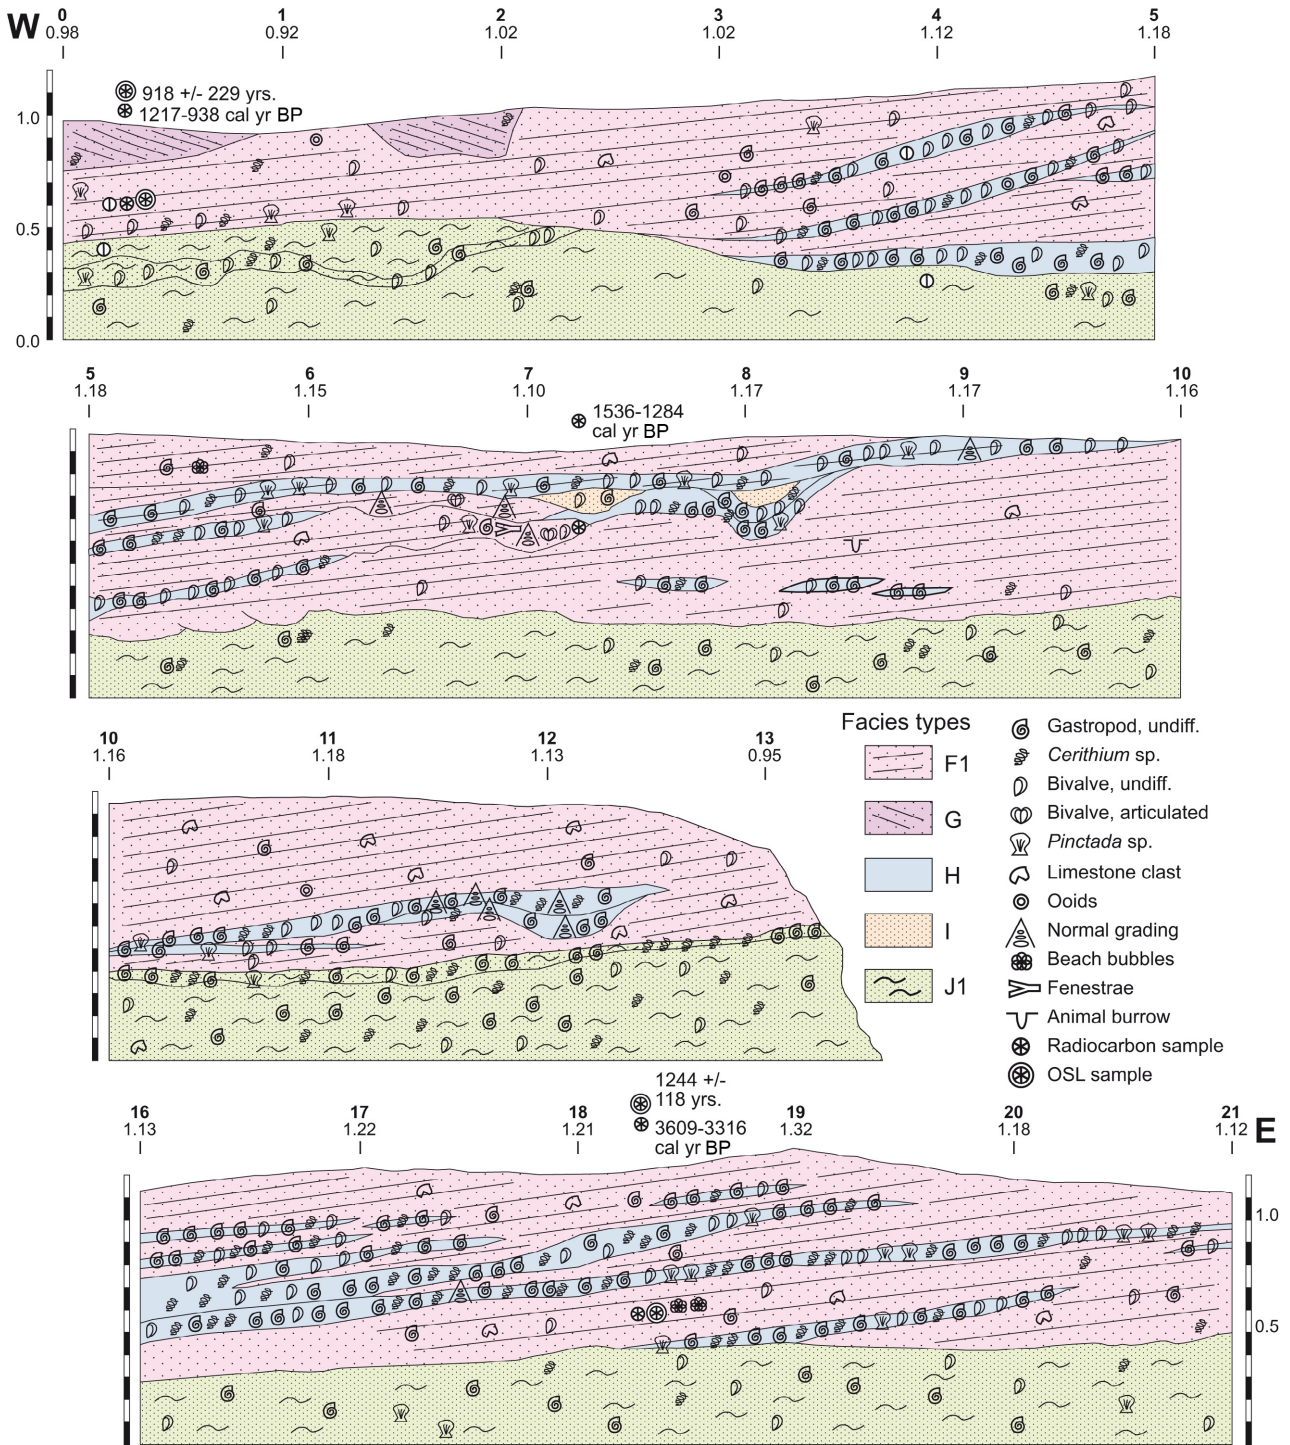 W
0 1 2 3 4 5
0.98 0.92 1.02 1.02 1.12 1.18
918 +/- 229 yrs.
1217-938 cal yr BP
1.0
0.5
0.0
5 6 7 8 9 10
1.18 1.15 1.10 1.17 1.17 1.16
1536-1284
cal yr BP
10 11 12 13
1.16 1.18 1.13 0.95
Facies types
F1
G
H
I
J1
Gastropod, undiff.
Cerithium sp.
Bivalve, undiff.
Bivalve, articulated
Pinctada sp.
Limestone clast
Ooids
Normal grading
Beach bubbles
Fenestrae
Animal burrow
Radiocarbon sample
OSL sample
1244 +/-
118 yrs.
3609-3316
cal yr BP
16 17 18 19 20 21
1.13 1.22 1.21 1.32 1.18 1.12
E
1.0
0.5